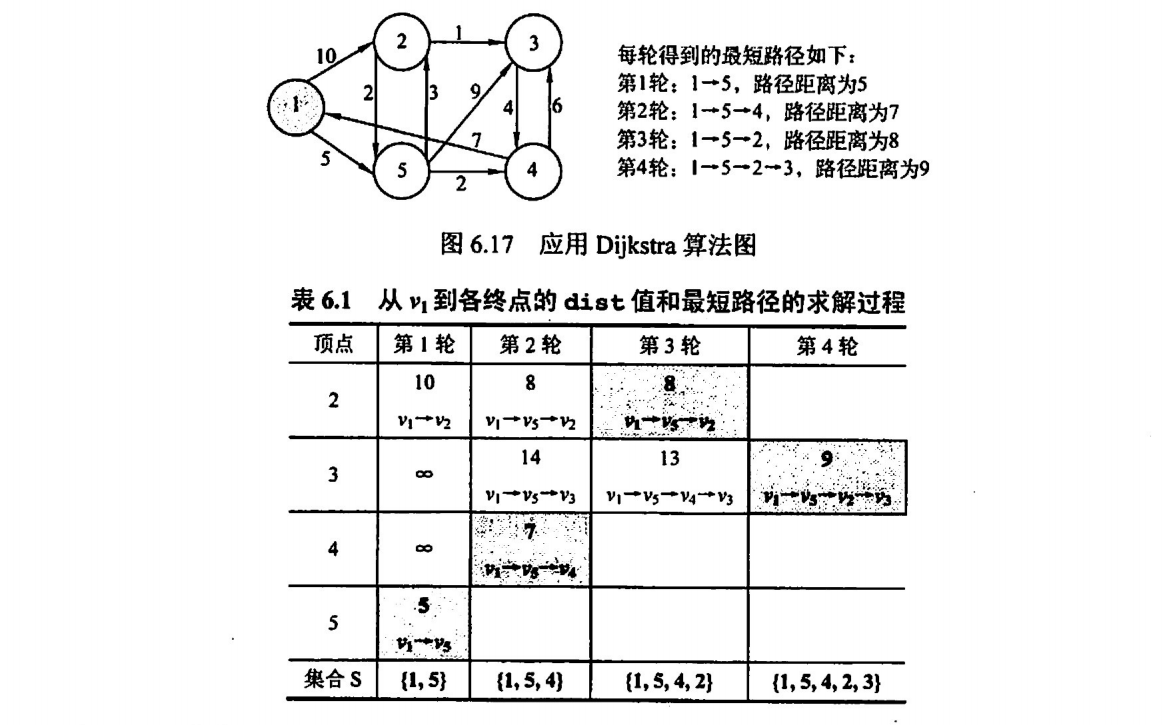 10
2
1
3
1
2
3
9
4
6
5
7
5
2
4
每轮得到的最短路径如下：
第1轮：1→5，路径距离为5
第2轮：1→5→4，路径距离为7
第3轮：1→5→2，路径距离为8
第4轮：1→5→2→3，路径距离为9
图 6.17 应用 Dijkstra 算法图
表 6.1 从 v₁ 到各终点的 dist 值和最短路径的求解过程
顶点 第 1 轮 第 2 轮 第 3 轮 第 4 轮
2 10 8 8
v₁→v₂ v₁→v₅→v₂ v₁→v₅→v₂
3 ∞ 14 13 9
v₁→v₅→v₃ v₁→v₅→v₄→v₃ v₁→v₅→v₂→v₃
4 ∞ 7
v₁→v₅→v₄
5 5
v₁→v₅
集合 S {1, 5} {1, 5, 4} {1, 5, 4, 2} {1, 5, 4, 2, 3}